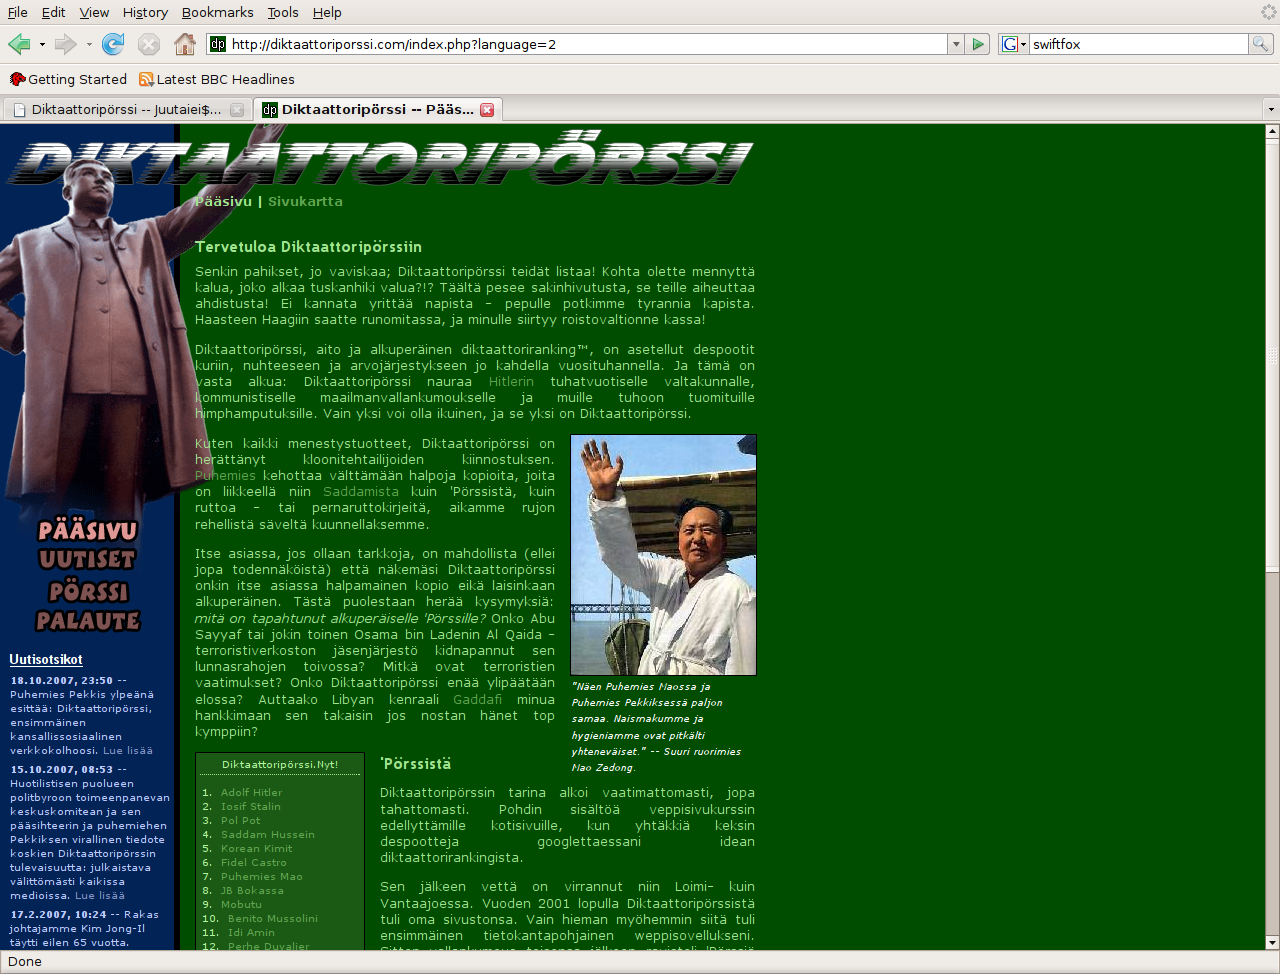 File Edit View History Bookmarks Tools Help
dp http://diktaattoriporssi.com/index.php?language=2 G swiftfox
Getting Started Latest BBC Headlines
Diktaattoripörssi -- Juutaiei$... dp Diktaattoripörssi -- Pääs...
DIKTAATTORIPÖRSSI
Pääsivu | Sivukartta
Tervetuloa Diktaattoripörssiin
Senkin pahikset, jo vaviskaa; Diktaattoripörssi teidät listaa! Kohta olette mennyttä
kalua, joko alkaa tuskanhiki valua?!? Täältä pesee sakinhivutusta, se teille aiheuttaa
ahdistusta! Ei kannata yrittää napista - pepulle potkimme tyrannia kapista.
Haasteen Haagiin saatte runomitassa, ja minulle siirtyy roistovaltionne kassa!
Diktaattoripörssi, aito ja alkuperäinen diktaattoriranking™, on asetellut despootit
kuriin, nuhteeseen ja arvojärjestykseen jo kahdella vuosituhannella. Ja tämä on
vasta alkua: Diktaattoripörssi nauraa Hitlerin tuhatvuotiselle valtakunnalle,
kommunistiselle maailmanvallankumoukselle ja muille tuhoon tuomituille
himphamputuksille. Vain yksi voi olla ikuinen, ja se yksi on Diktaattoripörssi.
Kuten kaikki menestystuotteet, Diktaattoripörssi on
herättänyt kloonitehtailijoiden kiinnostuksen.
Puhemies kehottaa välttämään halpoja kopioita, joita
on liikkeellä niin Saddamista kuin 'Pörssistä, kuin
ruttoa - tai pernaruttokirjeitä, aikamme rujon
rehellistä säveltä kuunnellaksemme.
Itse asiassa, jos ollaan tarkkoja, on mahdollista (ellei
jopa todennäköistä) että näkemäsi Diktaattoripörssi
onkin itse asiassa halpamainen kopio eikä laisinkaan
alkuperäinen. Tästä puolestaan herää kysymyksiä:
mitä on tapahtunut alkuperäiselle 'Pörssille? Onko Abu
Sayyaf tai jokin toinen Osama bin Ladenin Al Qaida -
terroristiverkoston jäsenjärjestö kidnapannut sen
lunnasrahojen toivossa? Mitkä ovat terroristien
vaatimukset? Onko Diktaattoripörssi enää ylipäätään
elossa? Auttaako Libyan kenraali Gaddafi minua
hankkimaan sen takaisin jos nostan hänet top
kymppiin?
"Näen Puhemies Maossa ja
Puhemies Pekkiksessä paljon
samaa. Naismakumme ja
hygieniamme ovat pitkälti
yhteneväiset." -- Suuri ruorimies
Mao Zedong.
PÄÄSIVU
UUTISET
PÖRSSI
PALAUTE
Uutisotsikot
18.10.2007, 23:50 --
Puhemies Pekkis ylpeänä
esittää: Diktaattoripörssi,
ensimmäinen
kansallissosiaalinen
verkkokolhoosi. Lue lisää
15.10.2007, 08:53 --
Huotilistisen puolueen
politbyroon toimeenpanevan
keskuskomitean ja sen
pääsihteerin ja puhemiehen
Pekkiksen virallinen tiedote
koskien Diktaattoripörssin
tulevaisuutta: julkaistava
välittömästi kaikissa
medioissa. Lue lisää
17.2.2007, 10:24 -- Rakas
johtajamme Kim Jong-Il
täytti eilen 65 vuotta.
Diktaattoripörssi.Nyt!
1. Adolf Hitler
2. Iosif Stalin
3. Pol Pot
4. Saddam Hussein
5. Korean Kimit
6. Fidel Castro
7. Puhemies Mao
8. JB Bokassa
9. Mobutu
10. Benito Mussolini
11. Idi Amin
12. Perhe Duvalier
'Pörssistä
Diktaattoripörssin tarina alkoi vaatimattomasti, jopa
tahattomasti. Pohdin sisältöä veppisivukurssin
edellyttämille kotisivuille, kun yhtäkkiä keksin
despootteja googlettaessani idean
diktaattorirankingista.
Sen jälkeen vettä on virrannut niin Loimi- kuin
Vantaajoessa. Vuoden 2001 lopulla Diktaattoripörssistä
tuli oma sivustonsa. Vain hieman myöhemmin siitä tuli
ensimmäinen tietokantapohjainen weppisovellukseni.
Done